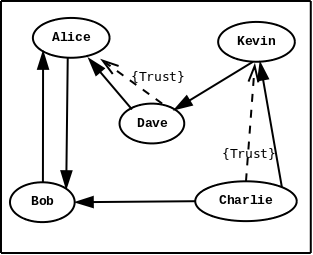 Alice
Kevin
{Trust}
Dave
{Trust}
Bob
Charlie